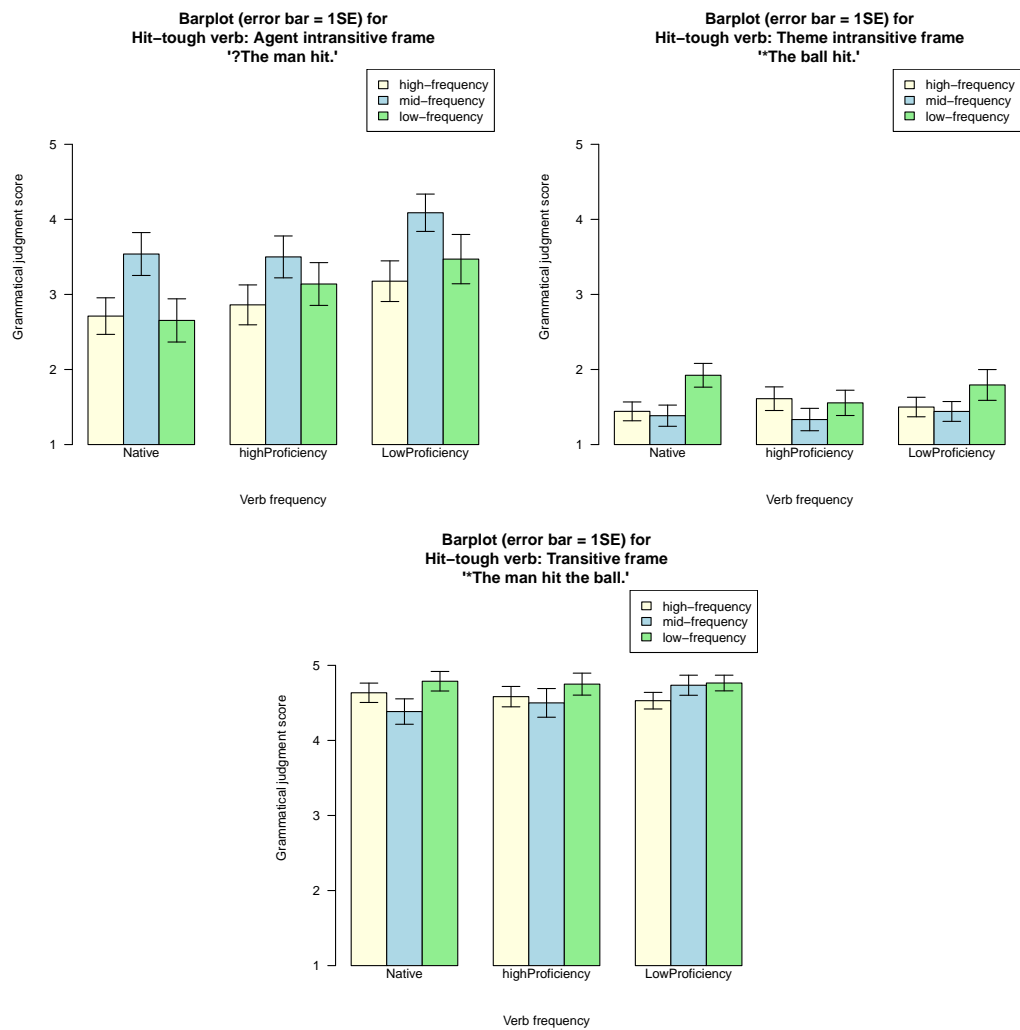 Barplot (error bar = 1SE) for
Hit−tough verb: Agent intransitive frame
'?The man hit.'
high−frequency
mid−frequency
low−frequency
Grammatical judgment score
5
4
3
2
1
Native
highProficiency
LowProficiency
Verb frequency
Barplot (error bar = 1SE) for
Hit−tough verb: Theme intransitive frame
'*The ball hit.'
high−frequency
mid−frequency
low−frequency
Grammatical judgment score
5
4
3
2
1
Native
highProficiency
LowProficiency
Verb frequency
Barplot (error bar = 1SE) for
Hit−tough verb: Transitive frame
'*The man hit the ball.'
high−frequency
mid−frequency
low−frequency
Grammatical judgment score
5
4
3
2
1
Native
highProficiency
LowProficiency
Verb frequency